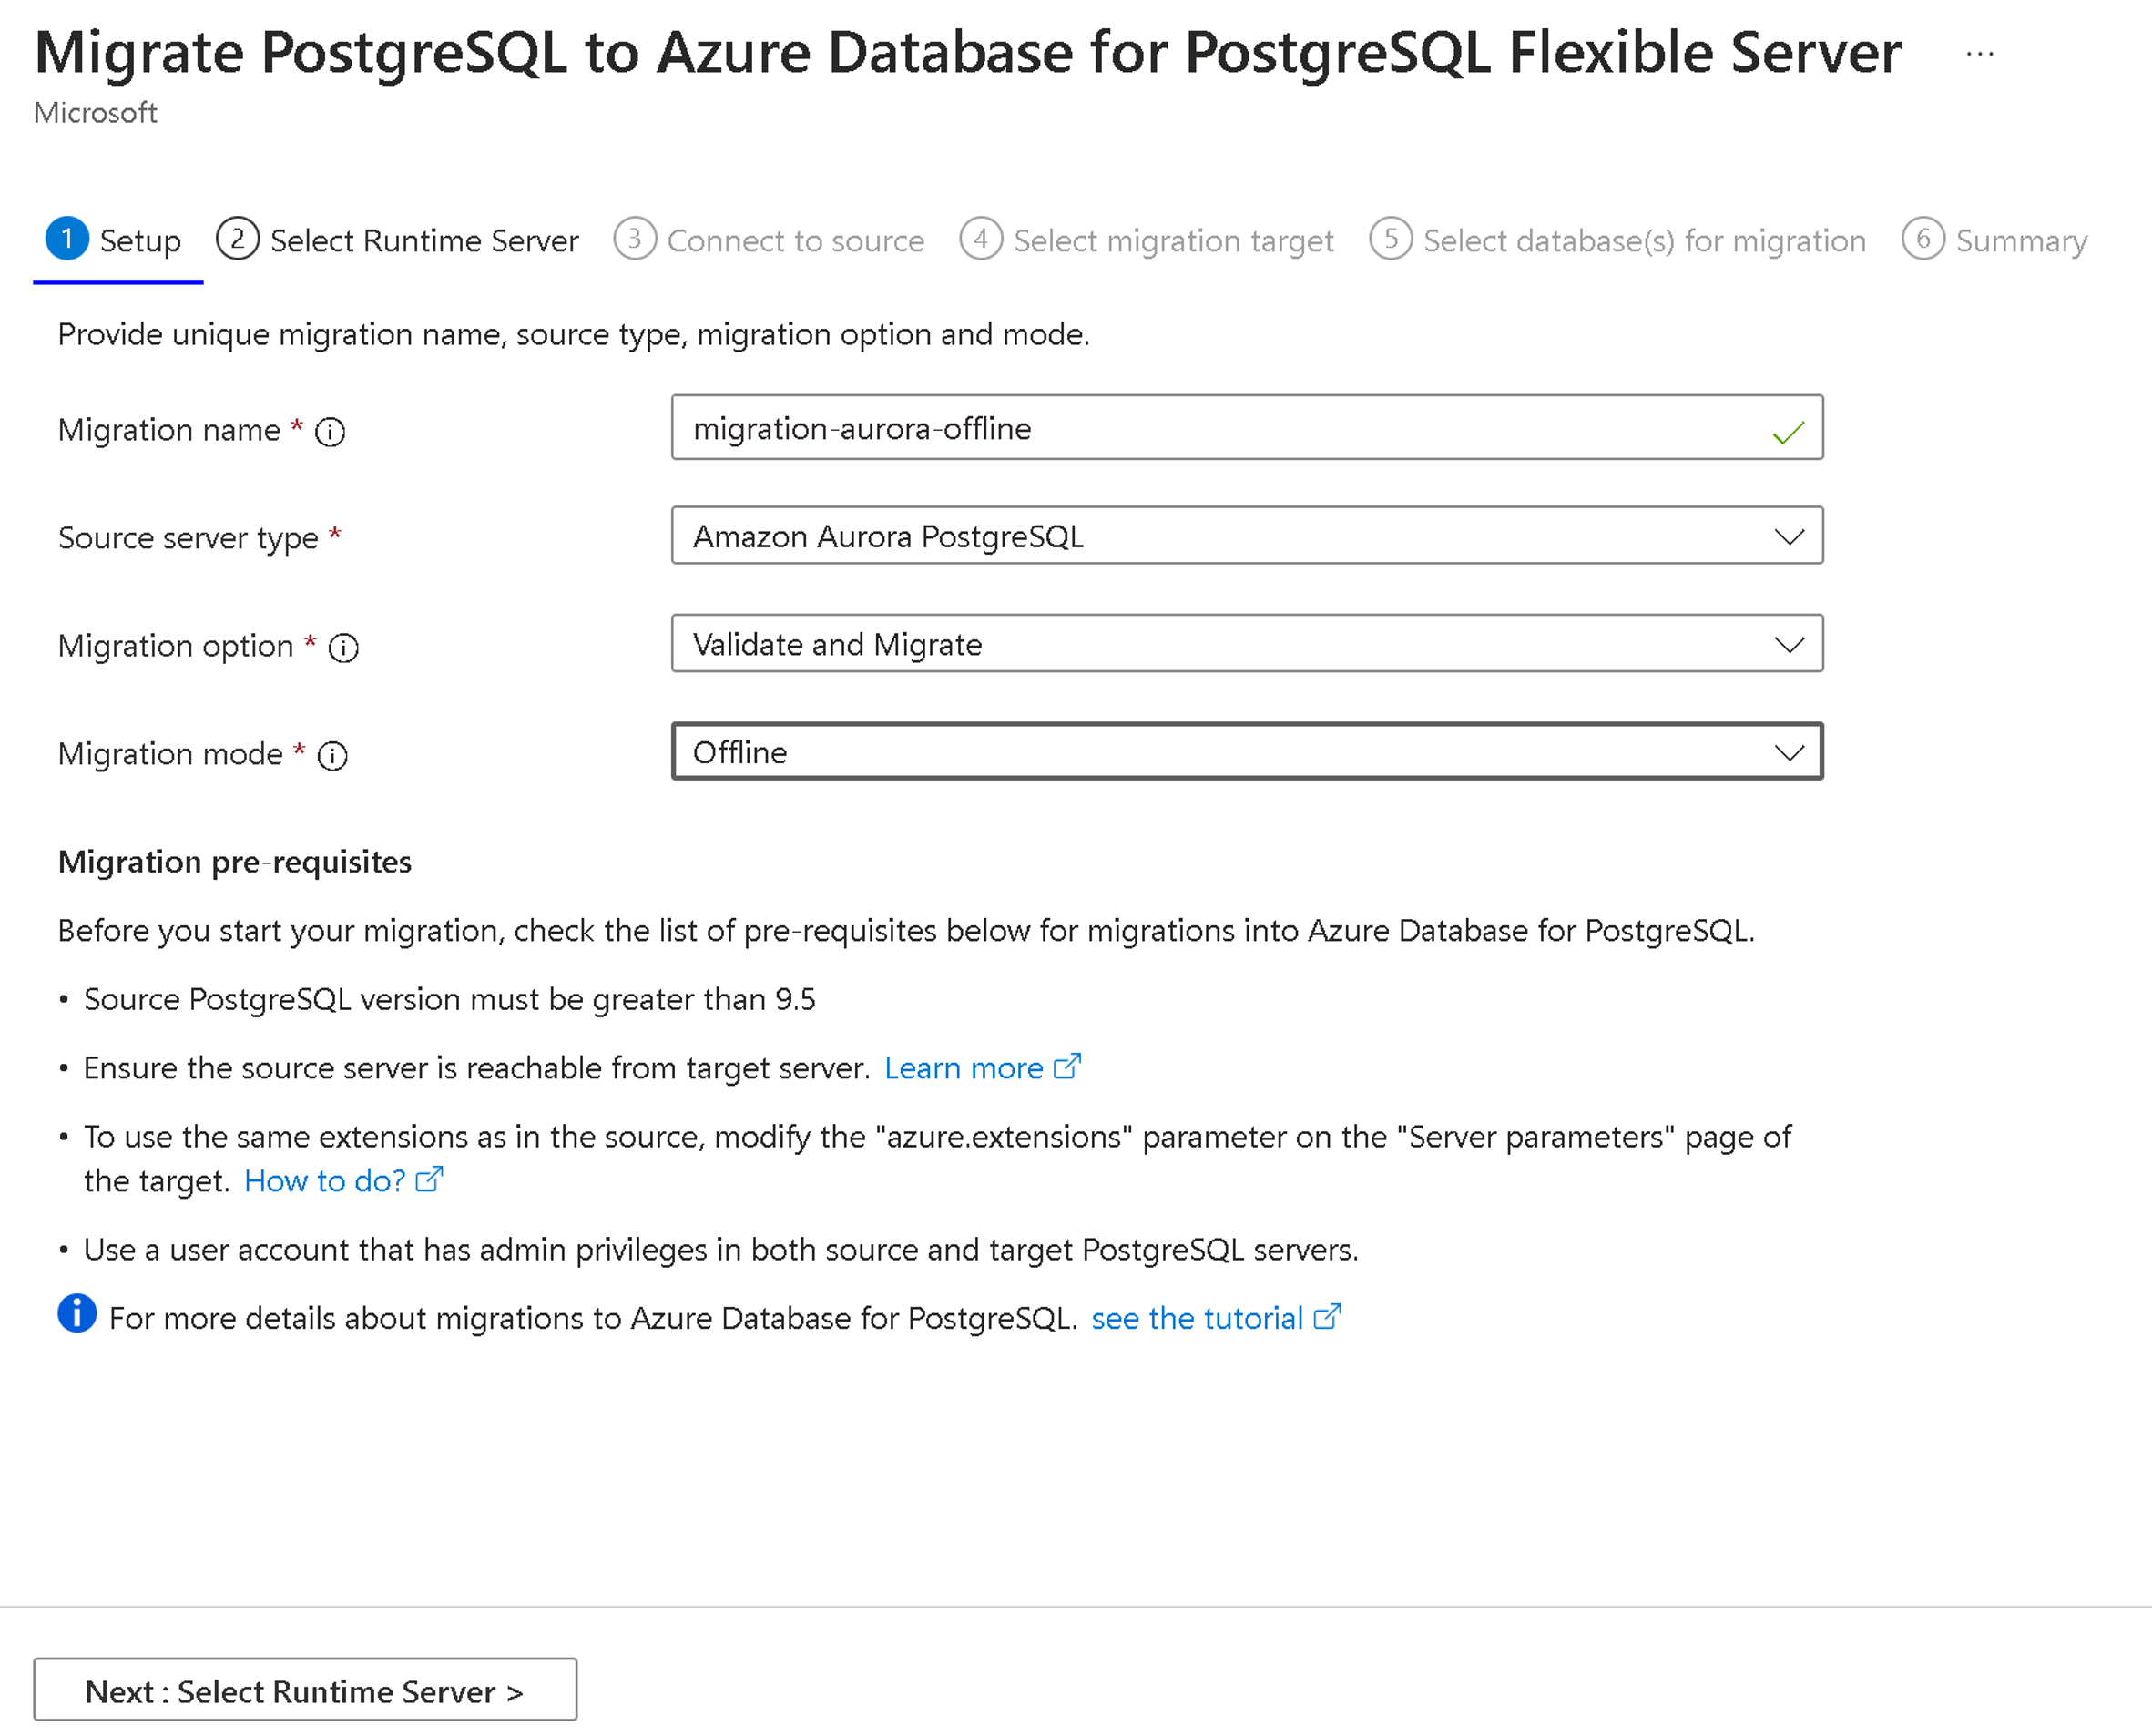 Migrate PostgreSQL to Azure Database for PostgreSQL Flexible Server ...
Microsoft
1 Setup 2 Select Runtime Server 3 Connect to source 4 Select migration target 5 Select database(s) for migration 6 Summary
Provide unique migration name, source type, migration option and mode.
Migration name * migration-aurora-offline
Source server type * Amazon Aurora PostgreSQL
Migration option * Validate and Migrate
Migration mode * Offline
Migration pre-requisites
Before you start your migration, check the list of pre-requisites below for migrations into Azure Database for PostgreSQL.
• Source PostgreSQL version must be greater than 9.5
• Ensure the source server is reachable from target server. Learn more
• To use the same extensions as in the source, modify the "azure.extensions" parameter on the "Server parameters" page of
the target. How to do?
• Use a user account that has admin privileges in both source and target PostgreSQL servers.
For more details about migrations to Azure Database for PostgreSQL. see the tutorial
Next : Select Runtime Server >